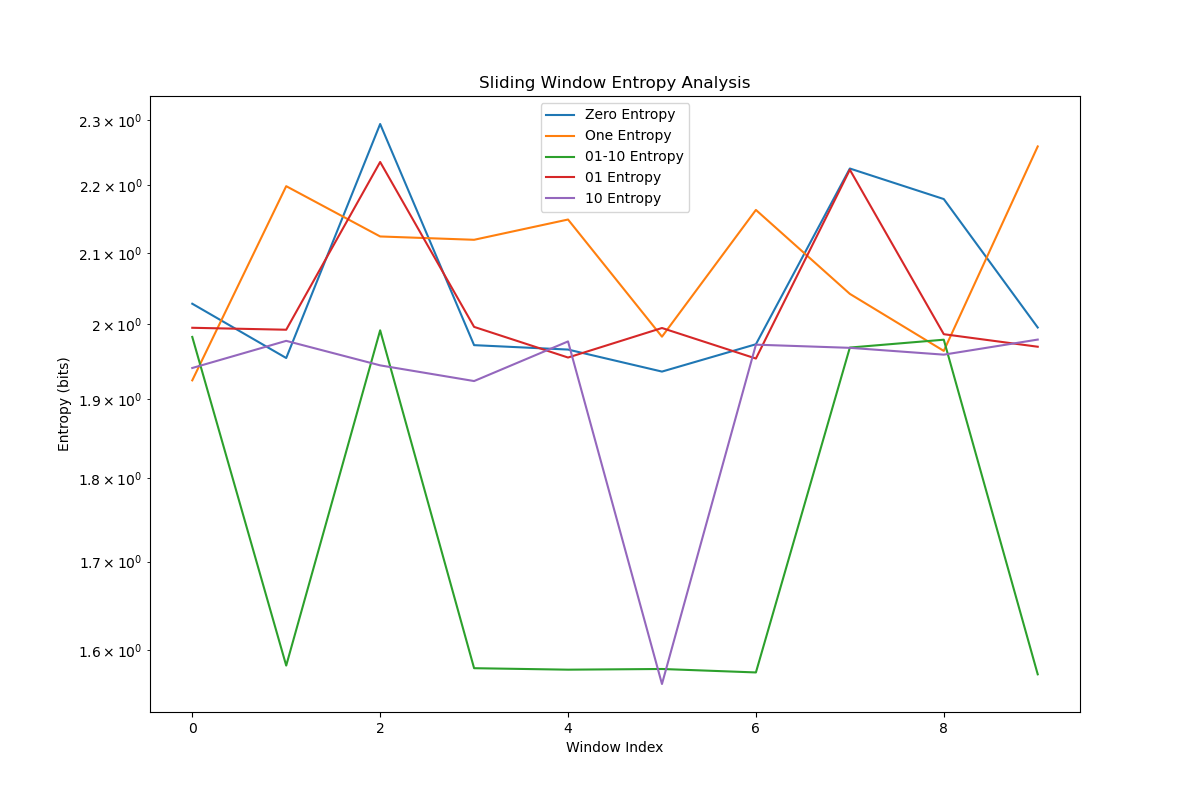 Sliding Window Entropy Analysis
Zero Entropy
One Entropy
01-10 Entropy
01 Entropy
10 Entropy
Entropy (bits)
2.3 × 10⁰
2.2 × 10⁰
2.1 × 10⁰
2 × 10⁰
1.9 × 10⁰
1.8 × 10⁰
1.7 × 10⁰
1.6 × 10⁰
0 2 4 6 8
Window Index